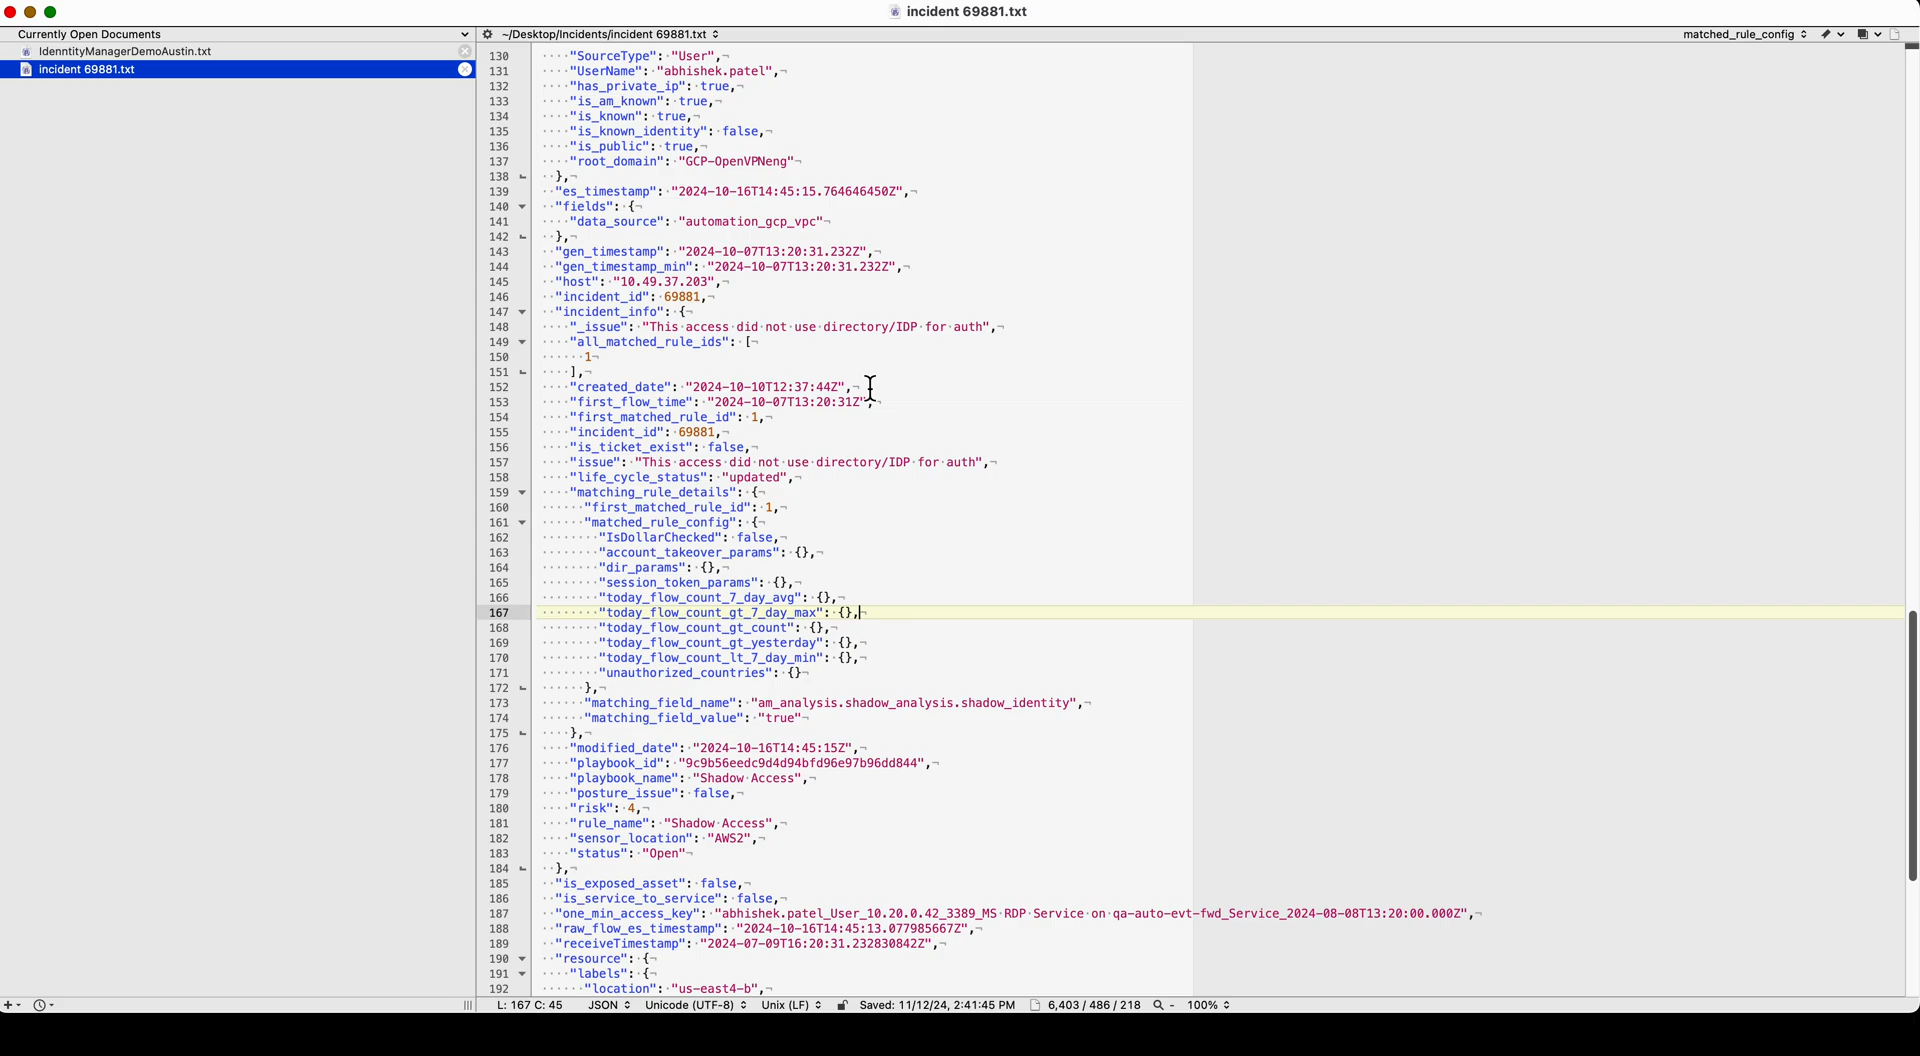 incident 69881.txt
Currently Open Documents
~/Desktop/Incidents/incident 69881.txt
matched_rule_config
IdenntityManagerDemoAustin.txt
incident 69881.txt
130 "SourceType": "User",
131 "UserName": "abhishek.patel",
132 "has_private_ip": true,
133 "is_am_known": true,
134 "is_known": true,
135 "is_known_identity": false,
136 "is_public": true,
137 "root_domain": "GCP-OpenVPNeng"
138 },
139 "es_timestamp": "2024-10-16T14:45:15.764646450Z",
140 "fields": {
141 "data_source": "automation_gcp_vpc"
142 },
143 "gen_timestamp": "2024-10-07T13:20:31.232Z",
144 "gen_timestamp_min": "2024-10-07T13:20:31.232Z",
145 "host": "10.49.37.203",
146 "incident_id": 69881,
147 "incident_info": {
148 "_issue": "This access did not use directory/IDP for auth",
149 "all_matched_rule_ids": [
150 1
151 ],
152 "created_date": "2024-10-10T12:37:44Z",
153 "first_flow_time": "2024-10-07T13:20:31Z",
154 "first_matched_rule_id": 1,
155 "incident_id": 69881,
156 "is_ticket_exist": false,
157 "issue": "This access did not use directory/IDP for auth",
158 "life_cycle_status": "updated",
159 "matching_rule_details": {
160 "first_matched_rule_id": 1,
161 "matched_rule_config": {
162 "IsDollarChecked": false,
163 "account_takeover_params": {},
164 "dir_params": {},
165 "session_token_params": {},
166 "today_flow_count_7_day_avg": {},
167 "today_flow_count_gt_7_day_max": {},
168 "today_flow_count_gt_count": {},
169 "today_flow_count_gt_yesterday": {},
170 "today_flow_count_lt_7_day_min": {},
171 "unauthorized_countries": {}
172 },
173 "matching_field_name": "am_analysis.shadow_analysis.shadow_identity",
174 "matching_field_value": "true"
175 },
176 "modified_date": "2024-10-16T14:45:15Z",
177 "playbook_id": "9c9b56eedc9d4d94bfd96e97b96dd844",
178 "playbook_name": "Shadow Access",
179 "posture_issue": false,
180 "risk": 4,
181 "rule_name": "Shadow Access",
182 "sensor_location": "AWS2",
183 "status": "Open"
184 },
185 "is_exposed_asset": false,
186 "is_service_to_service": false,
187 "one_min_access_key": "abhishek.patel_User_10.20.0.42_3389_MS RDP Service on qa-auto-evt-fwd_Service_2024-08-08T13:20:00.000Z",
188 "raw_flow_es_timestamp": "2024-10-16T14:45:13.077985667Z",
189 "receiveTimestamp": "2024-07-09T16:20:31.232830842Z",
190 "resource": {
191 "labels": {
192 "location": "us-east4-b",
L: 167 C: 45 JSON Unicode (UTF-8) Unix (LF) Saved: 11/12/24, 2:41:45 PM 6,403 / 486 / 218 100%